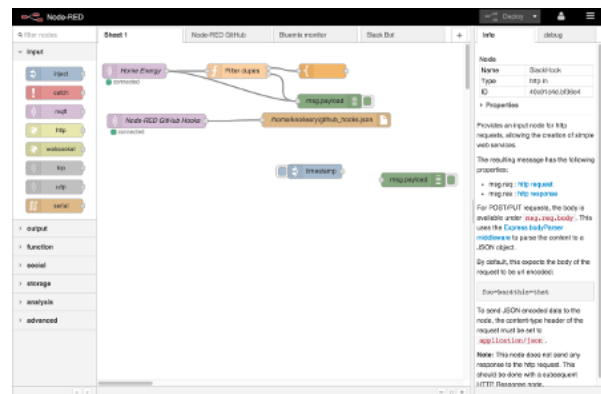 Node-RED
Deploy
filter nodes
Sheet 1
Node-RED GitHub
Bluemix monitor
Slack Bot
+
info
debug
input
inject
catch
mqtt
http
websocket
tcp
udp
serial
output
function
social
storage
analysis
advanced
Home Energy
connected
Filter dupes
f
msg.payload
Node-RED GitHub Hooks
connected
timestamp
msg.payload
Node
Name SlackHook
Type http in
ID
Properties
Provides an input node for http
requests, allowing the creation of simple
web services.
The resulting message has the following
properties:
• msg.req : http request
• msg.res : http response
For POST/PUT requests, the body is
available under msg.req.body. This
uses the Express bodyParser
middleware to parse the content to a
JSON object.
By default, this expects the body of the
request to be url encoded:
foo=bar&this=that
To send JSON encoded data to the
node, the content-type header of the
request must be set to
application/json.
Note: This node does not send any
response to the http request. This
should be done with a subsequent
HTTP Response node.